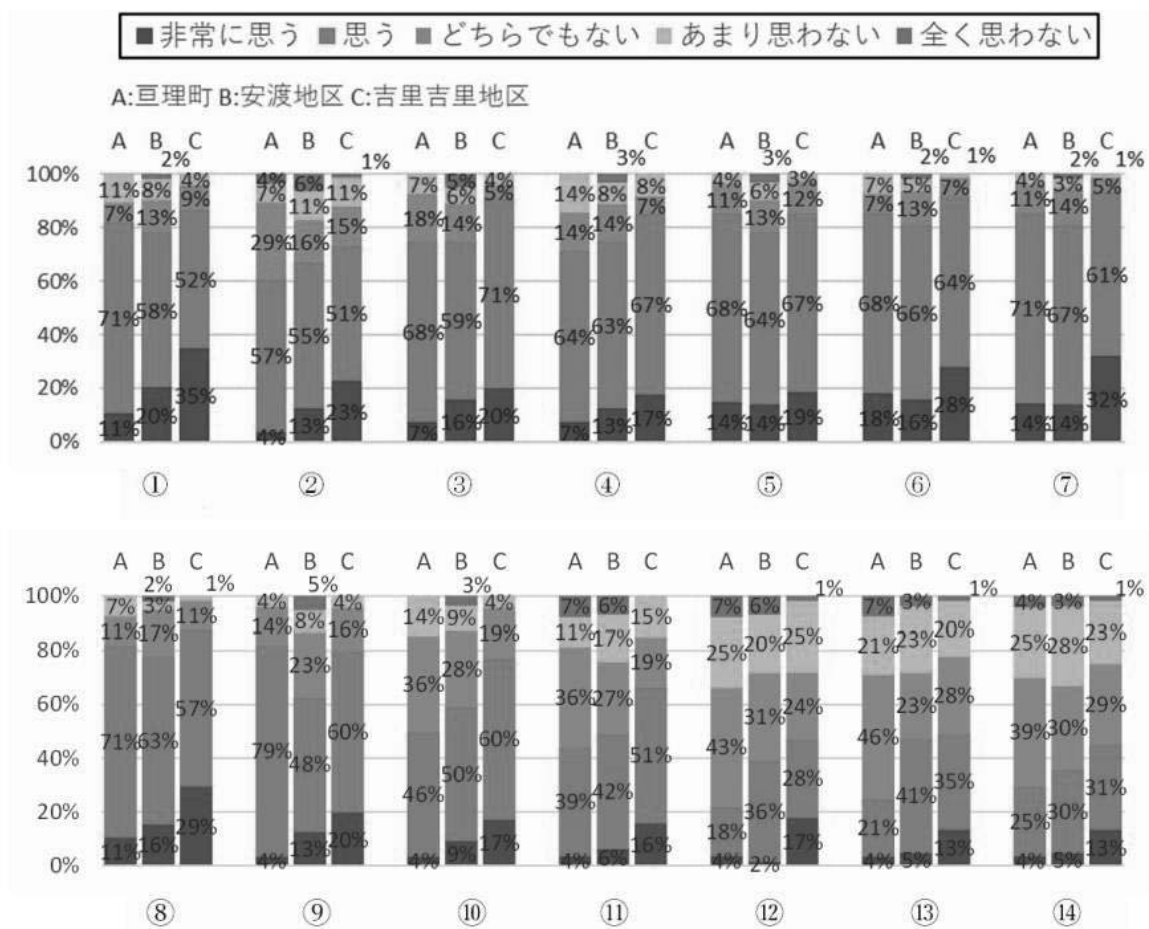 ■非常に思う ■思う ■どちらでもない ■あまり思わない ■全く思わない
A:亘理町 B:安渡地区 C:吉里吉里地区
A B C A B C A B C A B C A B C A B C A B C
2% 1% 3% 3% 2% 1% 2% 1%
100% 4% 4% 6% 5% 4% 4% 3%
11% 8% 9% 7% 11% 11% 7% 6% 5% 14% 8% 8% 11% 6% 12% 7% 5% 7% 11% 3% 5%
80% 7% 13% 29% 16% 15% 18% 14% 14% 14% 7% 13% 7% 13% 14%
60% 71% 58% 52% 57% 55% 51% 68% 59% 71% 64% 63% 67% 68% 64% 67% 68% 66% 64% 71% 67% 61%
40%
20% 11% 20% 35% 4% 13% 23% 7% 16% 20% 7% 13% 17% 14% 14% 19% 18% 16% 28% 14% 14% 32%
0%
① ② ③ ④ ⑤ ⑥ ⑦
A B C A B C A B C A B C A B C A B C A B C
2% 1% 5% 3% 1% 1% 1%
100% 7% 3% 4% 4% 4% 7% 6% 7% 6% 7% 3% 4% 3%
11% 17% 11% 14% 8% 16% 14% 9% 19% 11% 17% 15% 25% 20% 25% 21% 23% 20% 25% 28% 23%
80%
60% 71% 63% 57% 79% 23% 60% 36% 28% 60% 36% 27% 19% 43% 31% 24% 46% 23% 28% 39% 30% 29%
40% 48% 46% 50% 39% 42% 51% 18% 36% 28% 21% 41% 35% 25% 30% 31%
20% 11% 16% 29% 4% 13% 20% 4% 9% 17% 4% 6% 16% 4% 2% 17% 4% 5% 13% 4% 5% 13%
0%
⑧ ⑨ ⑩ ⑪ ⑫ ⑬ ⑭